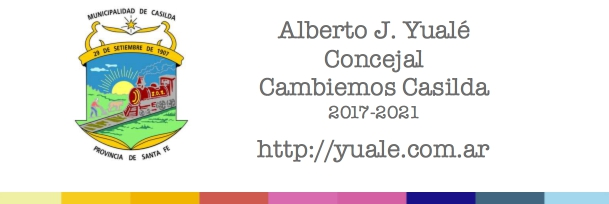 MUNICIPALIDAD DE CASILDA
29 DE SETIEMBRE DE 1907
PROVINCIA DE SANTA FE
Alberto J. Yualé
Concejal
Cambiemos Casilda
2017-2021
http://yuale.com.ar